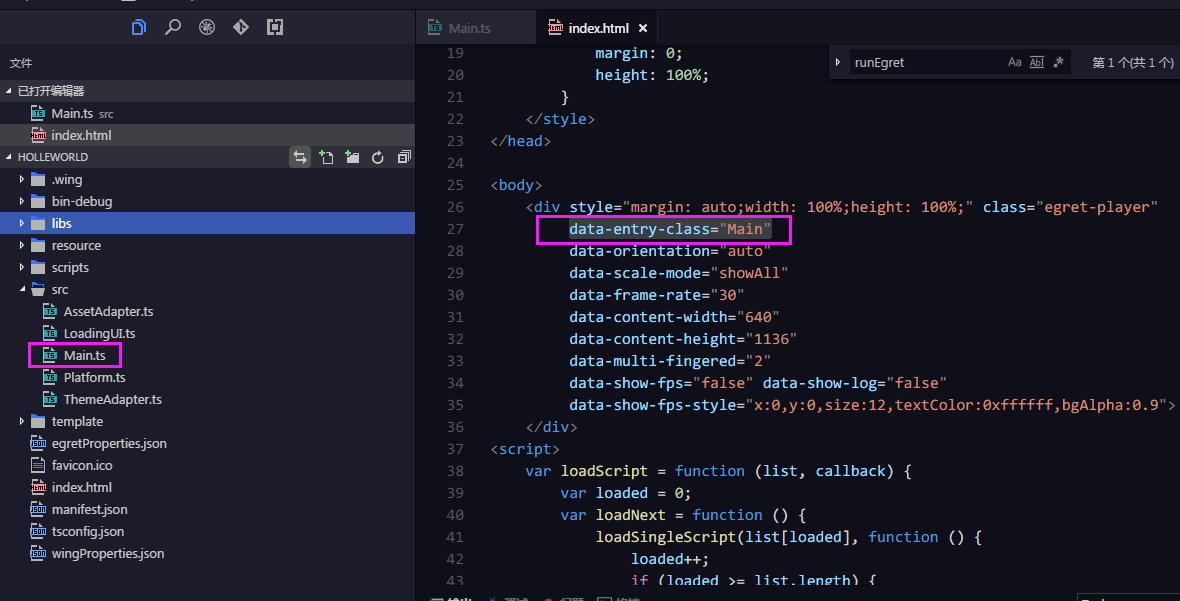 文件
已打开编辑器
Main.ts src
index.html
HOLLEWORLD
.wing
bin-debug
libs
resource
scripts
src
AssetAdapter.ts
LoadingUI.ts
Main.ts
Platform.ts
ThemeAdapter.ts
template
egretProperties.json
favicon.ico
index.html
manifest.json
tsconfig.json
wingProperties.json
Main.ts
index.html
runEgret
Aa Abl .*
第 1 个(共 1 个)
19 margin: 0;
20 height: 100%;
21 }
22 </style>
23 </head>
24
25 <body>
26 <div style="margin: auto;width: 100%;height: 100%;" class="egret-player"
27 data-entry-class="Main"
28 data-orientation="auto"
29 data-scale-mode="showAll"
30 data-frame-rate="30"
31 data-content-width="640"
32 data-content-height="1136"
33 data-multi-fingered="2"
34 data-show-fps="false" data-show-log="false"
35 data-show-fps-style="x:0,y:0,size:12,textColor:0xffffff,bgAlpha:0.9">
36 </div>
37 <script>
38 var loadScript = function (list, callback) {
39 var loaded = 0;
40 var loadNext = function () {
41 loadSingleScript(list[loaded], function () {
42 loaded++;
43 if (loaded >= list.length) {